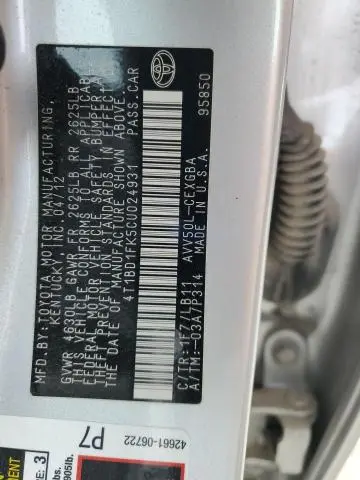 MFD.BY:TOYOTA MOTOR MANUFACTURING,
KENTUCKY, INC. 04/12
GVWR 4630LB GAWR FR 2625LB RR 2625LB
THIS VEHICLE CONFORMS TO ALL APPLICABLE
FEDERAL MOTOR VEHICLE SAFETY, BUMPER, AND
THEFT PREVENTION STANDARDS IN EFFECT
ON THE DATE OF MANUFACTURE SHOWN ABOVE.
4T1BD1FK5CU024931 PASS.CAR
C/TR: 1F7/LB11 AVV50L-CEXGBA
A/TM: -03A/P314 U.S.A. 95850
42661-06722
P7
3
905lb.